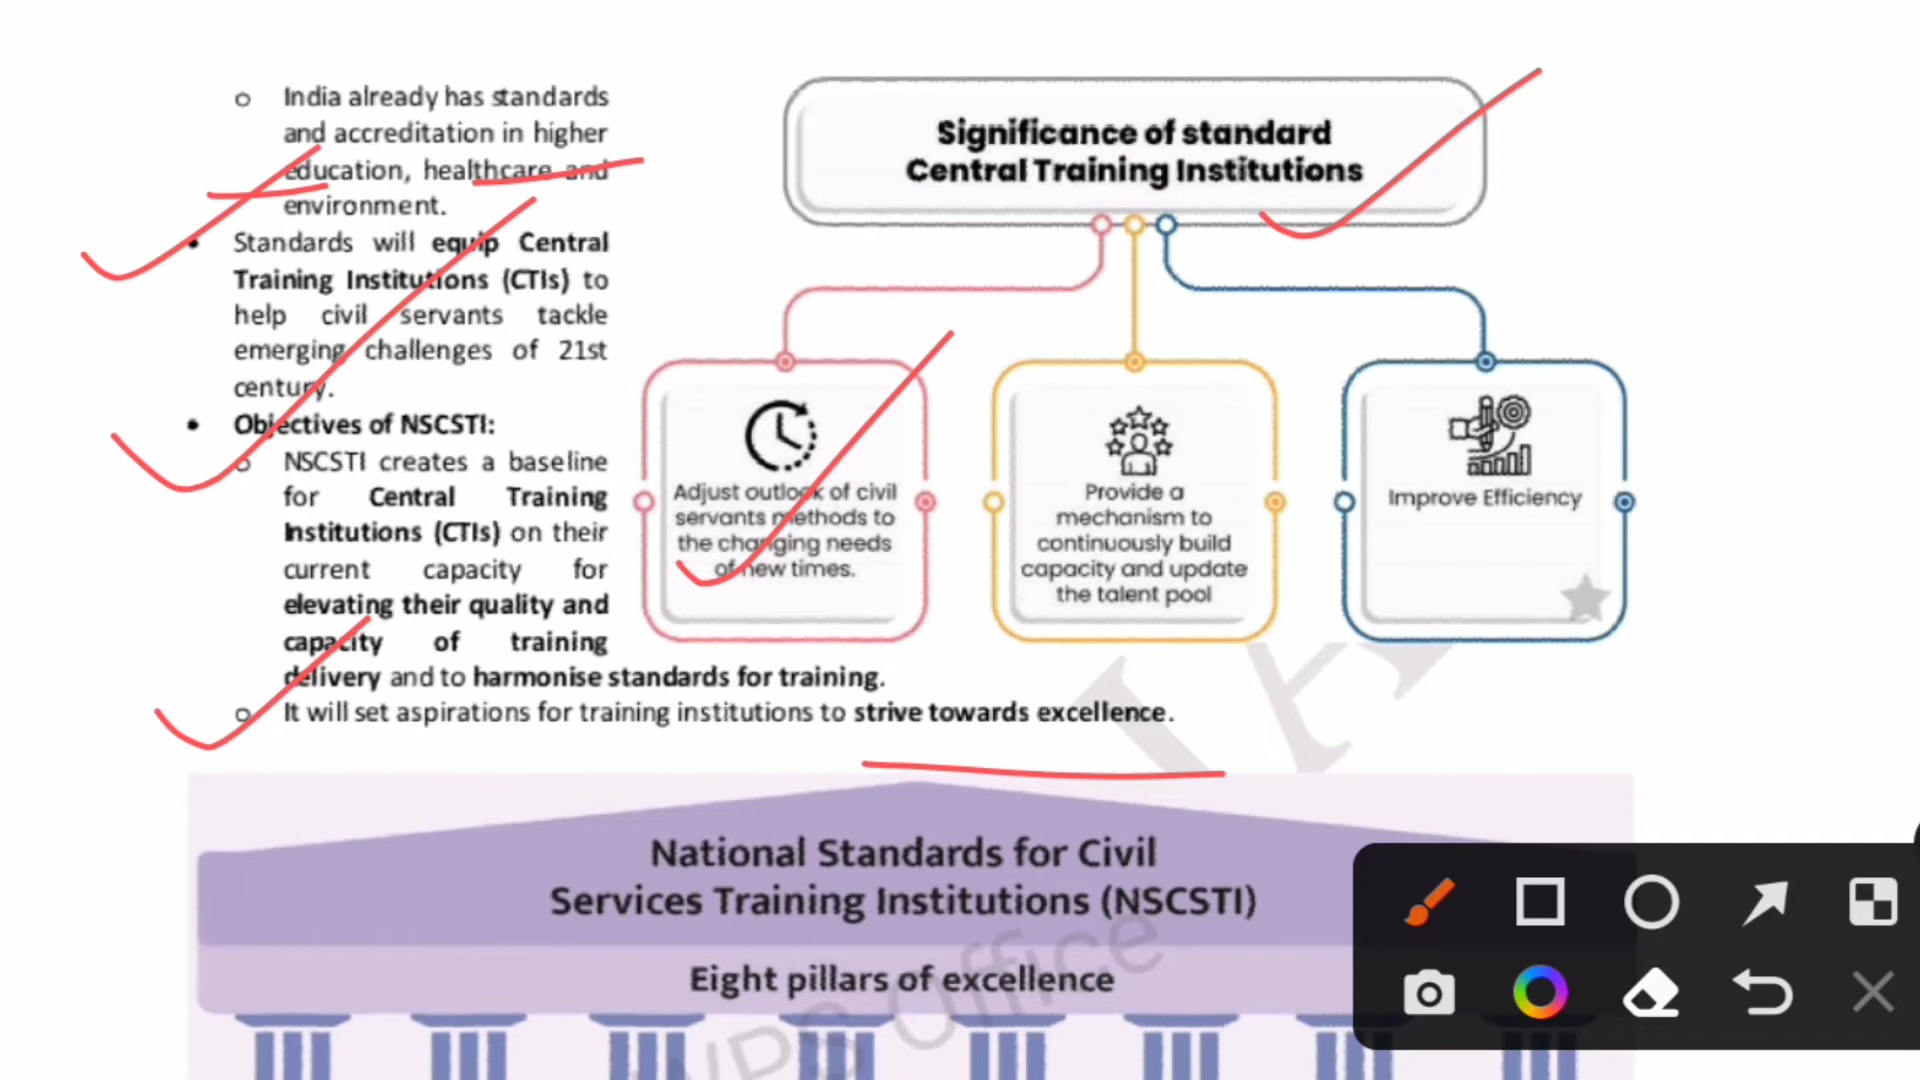 ○ India already has standards
and accreditation in higher
education, healthcare and
environment.
• Standards will equip Central
Training Institutions (CTIs) to
help civil servants tackle
emerging challenges of 21st
century.
• Objectives of NSCSTI:
○ NSCSTI creates a baseline
for Central Training
Institutions (CTIs) on their
current capacity for
elevating their quality and
capacity of training
delivery and to harmonise standards for training.
○ It will set aspirations for training institutions to strive towards excellence.
Significance of standard
Central Training Institutions
Adjust outlook of civil
servants methods to
the changing needs
of new times.
Provide a
mechanism to
continuously build
capacity and update
the talent pool
Improve Efficiency
National Standards for Civil
Services Training Institutions (NSCSTI)
Eight pillars of excellence
WPS Office